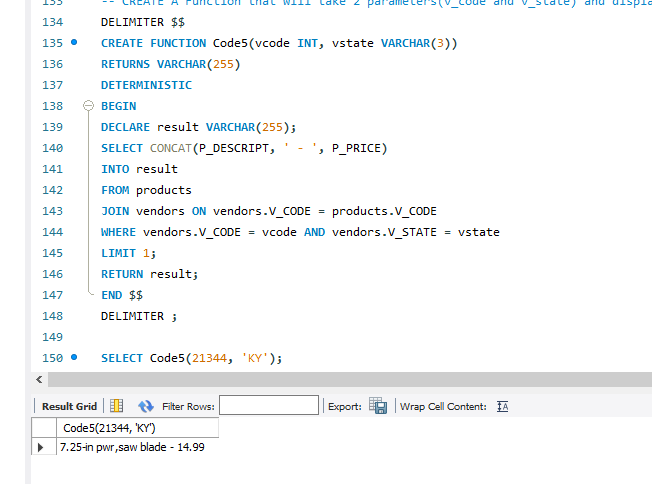 133 -- CREATE A Function that will take 2 parameters(v_code and v_state) and displa
134 DELIMITER $$
135 CREATE FUNCTION Code5(vcode INT, vstate VARCHAR(3))
136 RETURNS VARCHAR(255)
137 DETERMINISTIC
138 BEGIN
139 DECLARE result VARCHAR(255);
140 SELECT CONCAT(P_DESCRIPT, ' - ', P_PRICE)
141 INTO result
142 FROM products
143 JOIN vendors ON vendors.V_CODE = products.V_CODE
144 WHERE vendors.V_CODE = vcode AND vendors.V_STATE = vstate
145 LIMIT 1;
146 RETURN result;
147 END $$
148 DELIMITER ;
149
150 SELECT Code5(21344, 'KY');
Result Grid Filter Rows: Export: Wrap Cell Content: IA
Code5(21344, 'KY')
7.25-in pwr,saw blade - 14.99